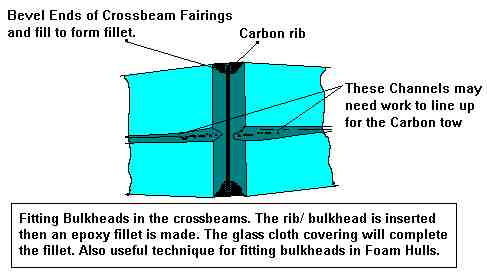 Bevel Ends of Crossbeam Fairings
and fill to form fillet.
Carbon rib
These Channels may
need work to line up
for the Carbon tow
Fitting Bulkheads in the crossbeams. The rib/ bulkhead is inserted
then an epoxy fillet is made. The glass cloth covering will complete
the fillet. Also useful technique for fitting bulkheads in Foam Hulls.